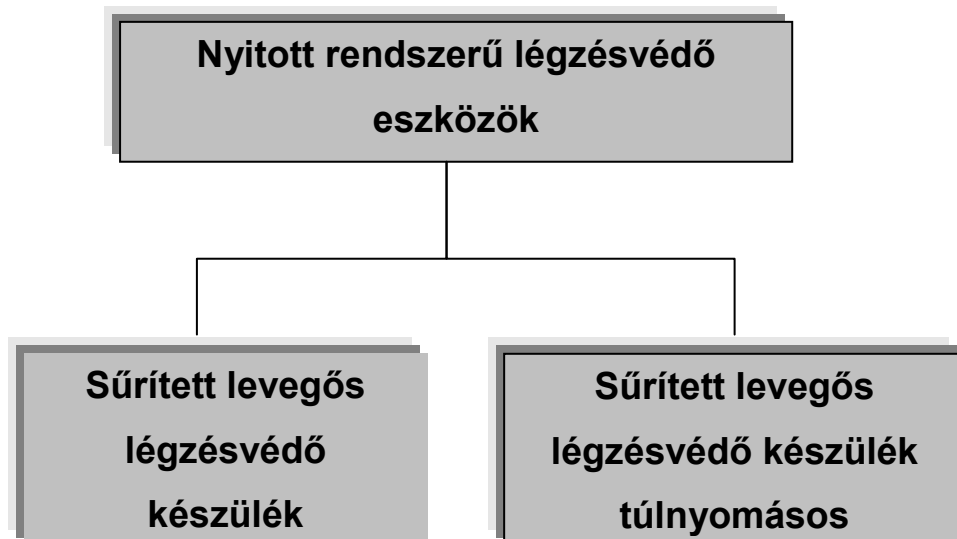 Nyitott rendszerű légzésvédő
eszközök
Sűrített levegős
légzésvédő
készülék
Sűrített levegős
légzésvédő készülék
túlnyomásos